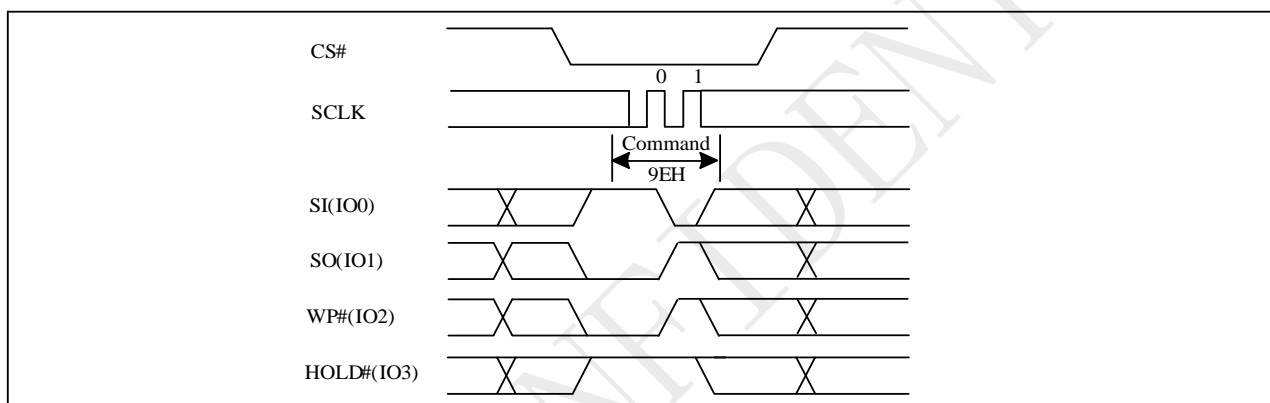 CS#
0 1
SCLK
Command
9EH
SI(IO0)
SO(IO1)
WP#(IO2)
HOLD#(IO3)